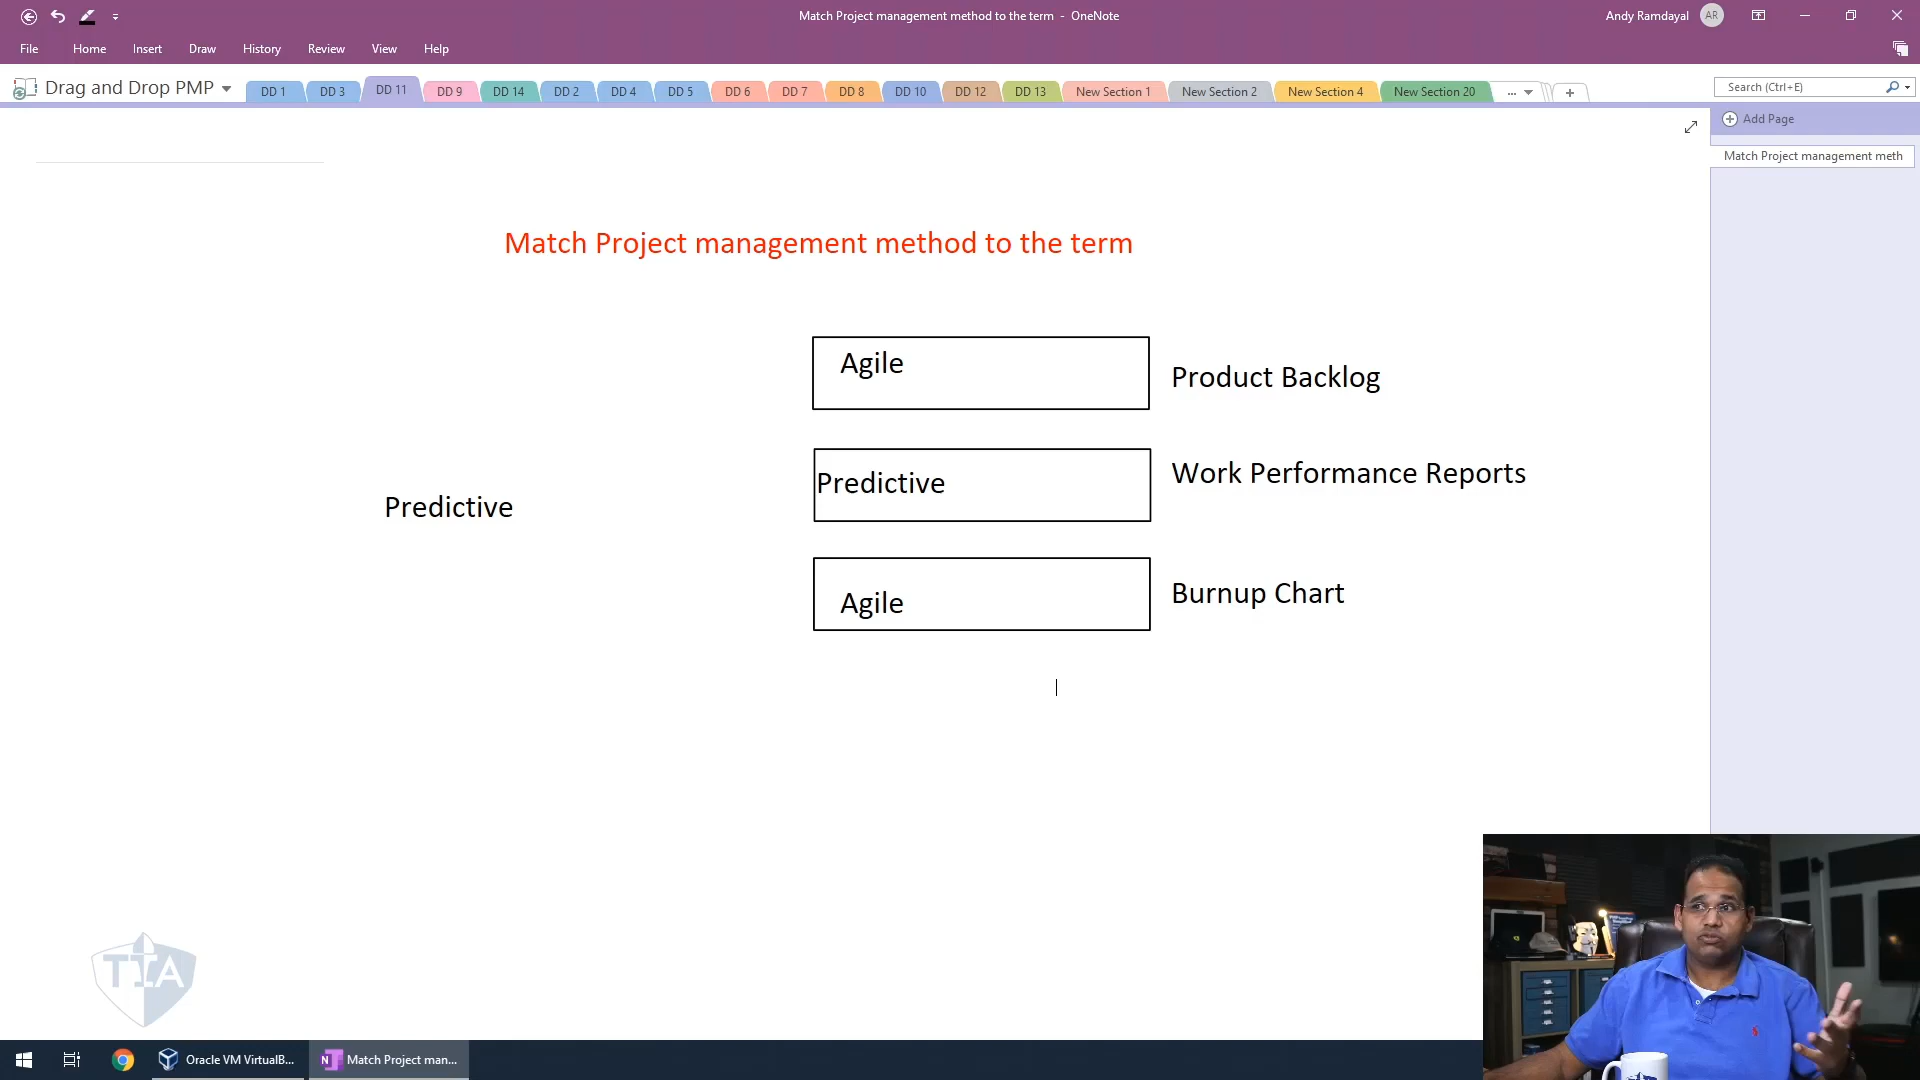 Match Project management method to the term - OneNote
Andy Ramdayal AR
File Home Insert Draw History Review View Help
Drag and Drop PMP DD 1 DD 3 DD 11 DD 9 DD 14 DD 2 DD 4 DD 5 DD 6 DD 7 DD 8 DD 10 DD 12 DD 13 New Section 1 New Section 2 New Section 4 New Section 20 ... Search (Ctrl+E)
Add Page
Match Project management meth
Match Project management method to the term
Agile
Product Backlog
Predictive
Work Performance Reports
Predictive
Agile
Burnup Chart
TIA
Oracle VM VirtualB... N Match Project man...